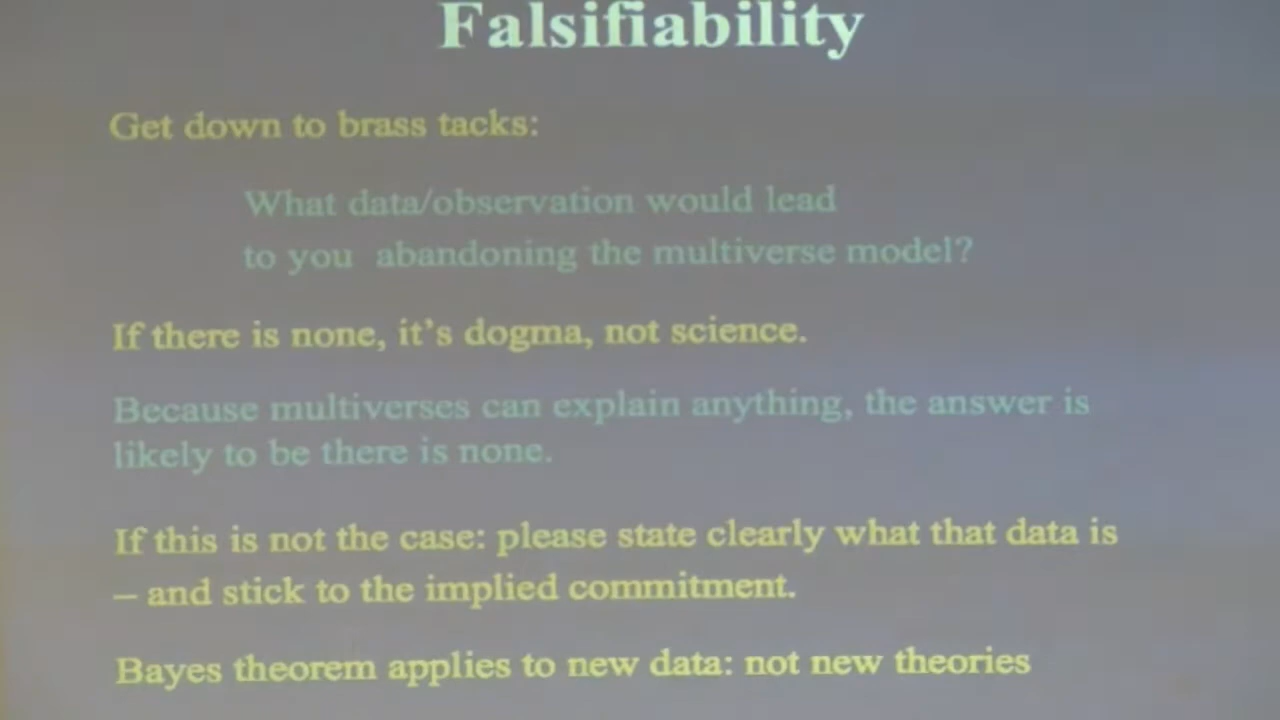 Falsifiability
Get down to brass tacks:
What data/observation would lead
to you abandoning the multiverse model?
If there is none, it's dogma, not science.
Because multiverses can explain anything, the answer is
likely to be there is none.
If this is not the case: please state clearly what that data is
– and stick to the implied commitment.
Bayes theorem applies to new data: not new theories